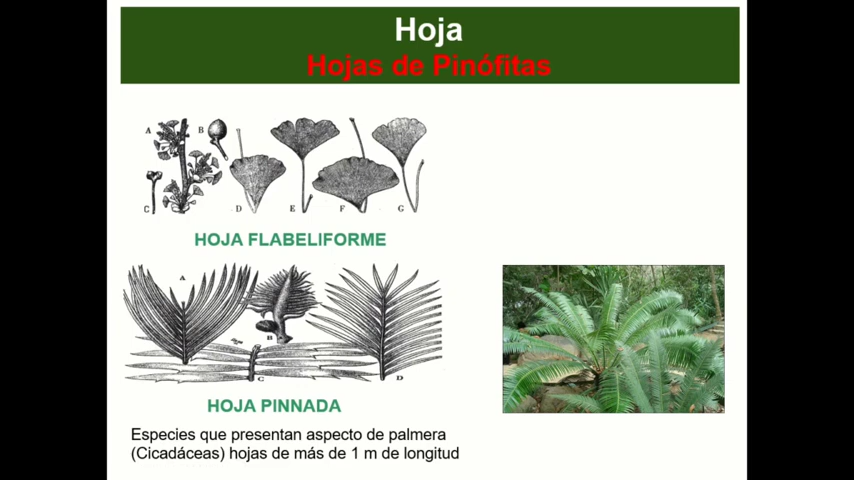 Hoja
Hojas de Pinófitas
A
B
C
D
E
F
G
HOJA FLABELIFORME
A
B
C
D
HOJA PINNADA
Especies que presentan aspecto de palmera
(Cicadáceas) hojas de más de 1 m de longitud